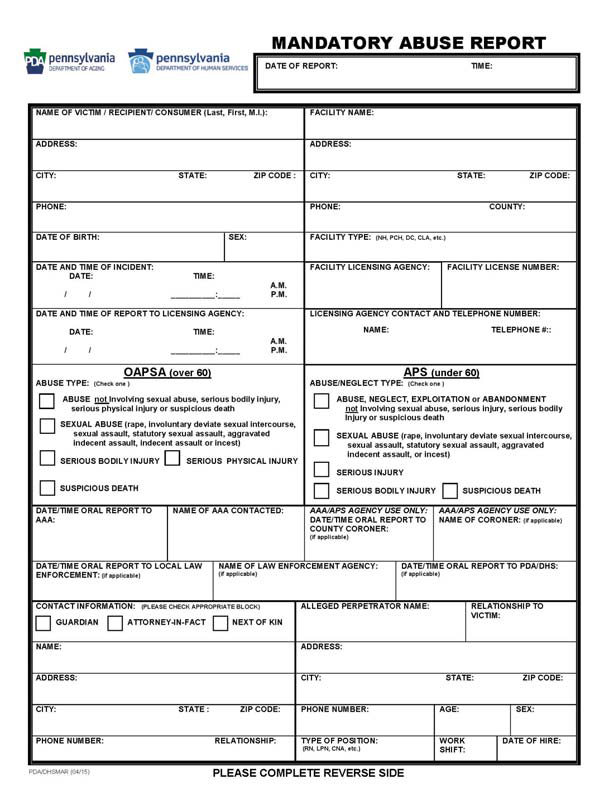 MANDATORY ABUSE REPORT
PDA pennsylvania
DEPARTMENT OF AGING
pennsylvania
DEPARTMENT OF HUMAN SERVICES
DATE OF REPORT: TIME:
NAME OF VICTIM / RECIPIENT/ CONSUMER (Last, First, M.I.): FACILITY NAME:
ADDRESS: ADDRESS:
CITY: STATE: ZIP CODE : CITY: STATE: ZIP CODE:
PHONE: PHONE: COUNTY:
DATE OF BIRTH: SEX: FACILITY TYPE: (NH, PCH, DC, CLA, etc.)
DATE AND TIME OF INCIDENT: FACILITY LICENSING AGENCY: FACILITY LICENSE NUMBER:
DATE: TIME:
A.M.
/ / __________:_____ P.M.
DATE AND TIME OF REPORT TO LICENSING AGENCY: LICENSING AGENCY CONTACT AND TELEPHONE NUMBER:
DATE: TIME: NAME: TELEPHONE #::
A.M.
/ / __________:_____ P.M.
OAPSA (over 60)
ABUSE TYPE: (Check one )
ABUSE not involving sexual abuse, serious bodily injury,
serious physical injury or suspicious death
SEXUAL ABUSE (rape, involuntary deviate sexual intercourse,
sexual assault, statutory sexual assault, aggravated
indecent assault, indecent assault or incest)
SERIOUS BODILY INJURY SERIOUS PHYSICAL INJURY
SUSPICIOUS DEATH
APS (under 60)
ABUSE/NEGLECT TYPE: (Check one )
ABUSE, NEGLECT, EXPLOITATION or ABANDONMENT
not involving sexual abuse, serious injury, serious bodily
injury or suspicious death
SEXUAL ABUSE (rape, involuntary deviate sexual intercourse,
sexual assault, statutory sexual assault, aggravated
indecent assault, or incest)
SERIOUS INJURY
SERIOUS BODILY INJURY SUSPICIOUS DEATH
DATE/TIME ORAL REPORT TO
AAA:
NAME OF AAA CONTACTED:
AAA/APS AGENCY USE ONLY:
DATE/TIME ORAL REPORT TO
COUNTY CORONER:
(if applicable)
AAA/APS AGENCY USE ONLY:
NAME OF CORONER: (if applicable)
DATE/TIME ORAL REPORT TO LOCAL LAW
ENFORCEMENT: (if applicable)
NAME OF LAW ENFORCEMENT AGENCY:
(if applicable)
DATE/TIME ORAL REPORT TO PDA/DHS:
(if applicable)
CONTACT INFORMATION: (PLEASE CHECK APPROPRIATE BLOCK)
GUARDIAN ATTORNEY-IN-FACT NEXT OF KIN
ALLEGED PERPETRATOR NAME:
RELATIONSHIP TO
VICTIM:
NAME: ADDRESS:
ADDRESS: CITY: STATE: ZIP CODE:
CITY: STATE : ZIP CODE: PHONE NUMBER: AGE: SEX:
PHONE NUMBER: RELATIONSHIP: TYPE OF POSITION:
(RN, LPN, CNA, etc.)
WORK
SHIFT:
DATE OF HIRE:
PDA/DHSMAR (04/15) PLEASE COMPLETE REVERSE SIDE